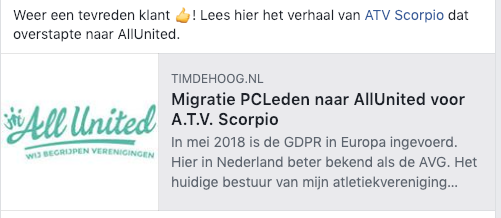 Weer een tevreden klant 👍! Lees hier het verhaal van ATV Scorpio dat
overstapte naar AllUnited.
All United
WIJ BEGRIJPEN VERENIGINGEN
TIMDEHOOG.NL
Migratie PCLeden naar AllUnited voor
A.T.V. Scorpio
In mei 2018 is de GDPR in Europa ingevoerd.
Hier in Nederland beter bekend als de AVG. Het
huidige bestuur van mijn atletiekvereniging...